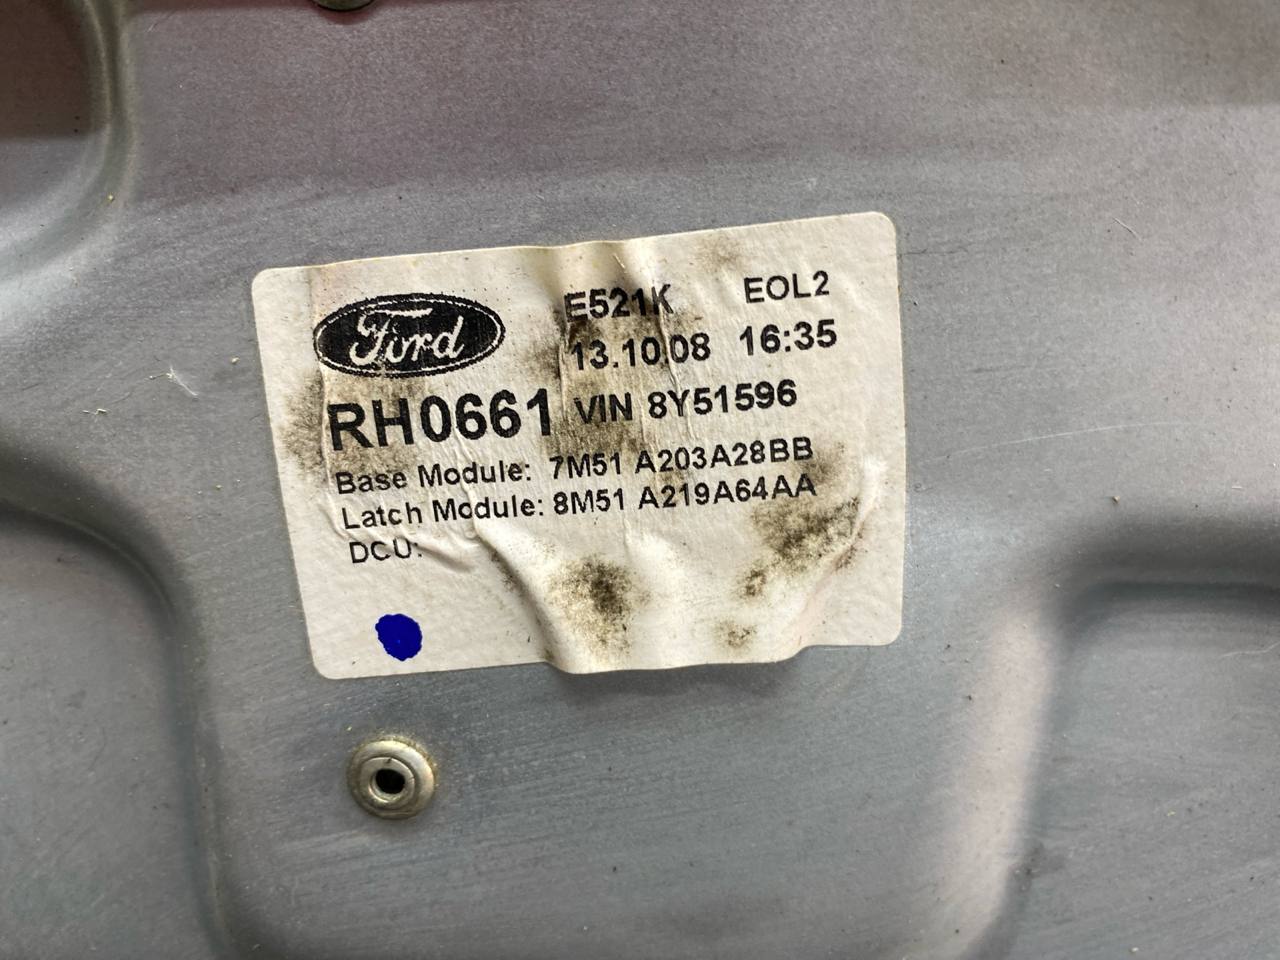 Ford
E521K EOL2
13.10.08 16:35
RH0661 VIN 8Y51596
Base Module: 7M51 A203A28BB
Latch Module: 8M51 A219A64AA
DCU: